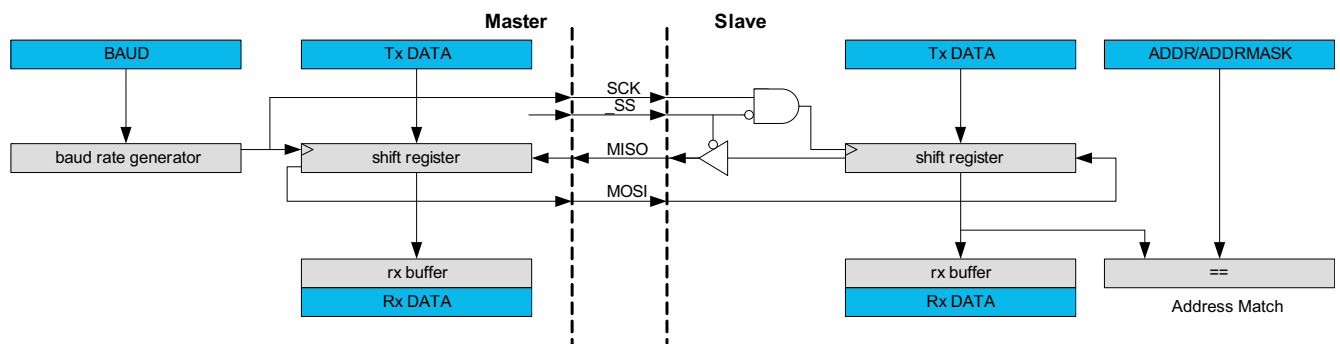 Master Slave
BAUD Tx DATA Tx DATA ADDR/ADDRMASK
SCK
_SS
baud rate generator shift register MISO shift register
MOSI
rx buffer rx buffer ==
Rx DATA Rx DATA Address Match